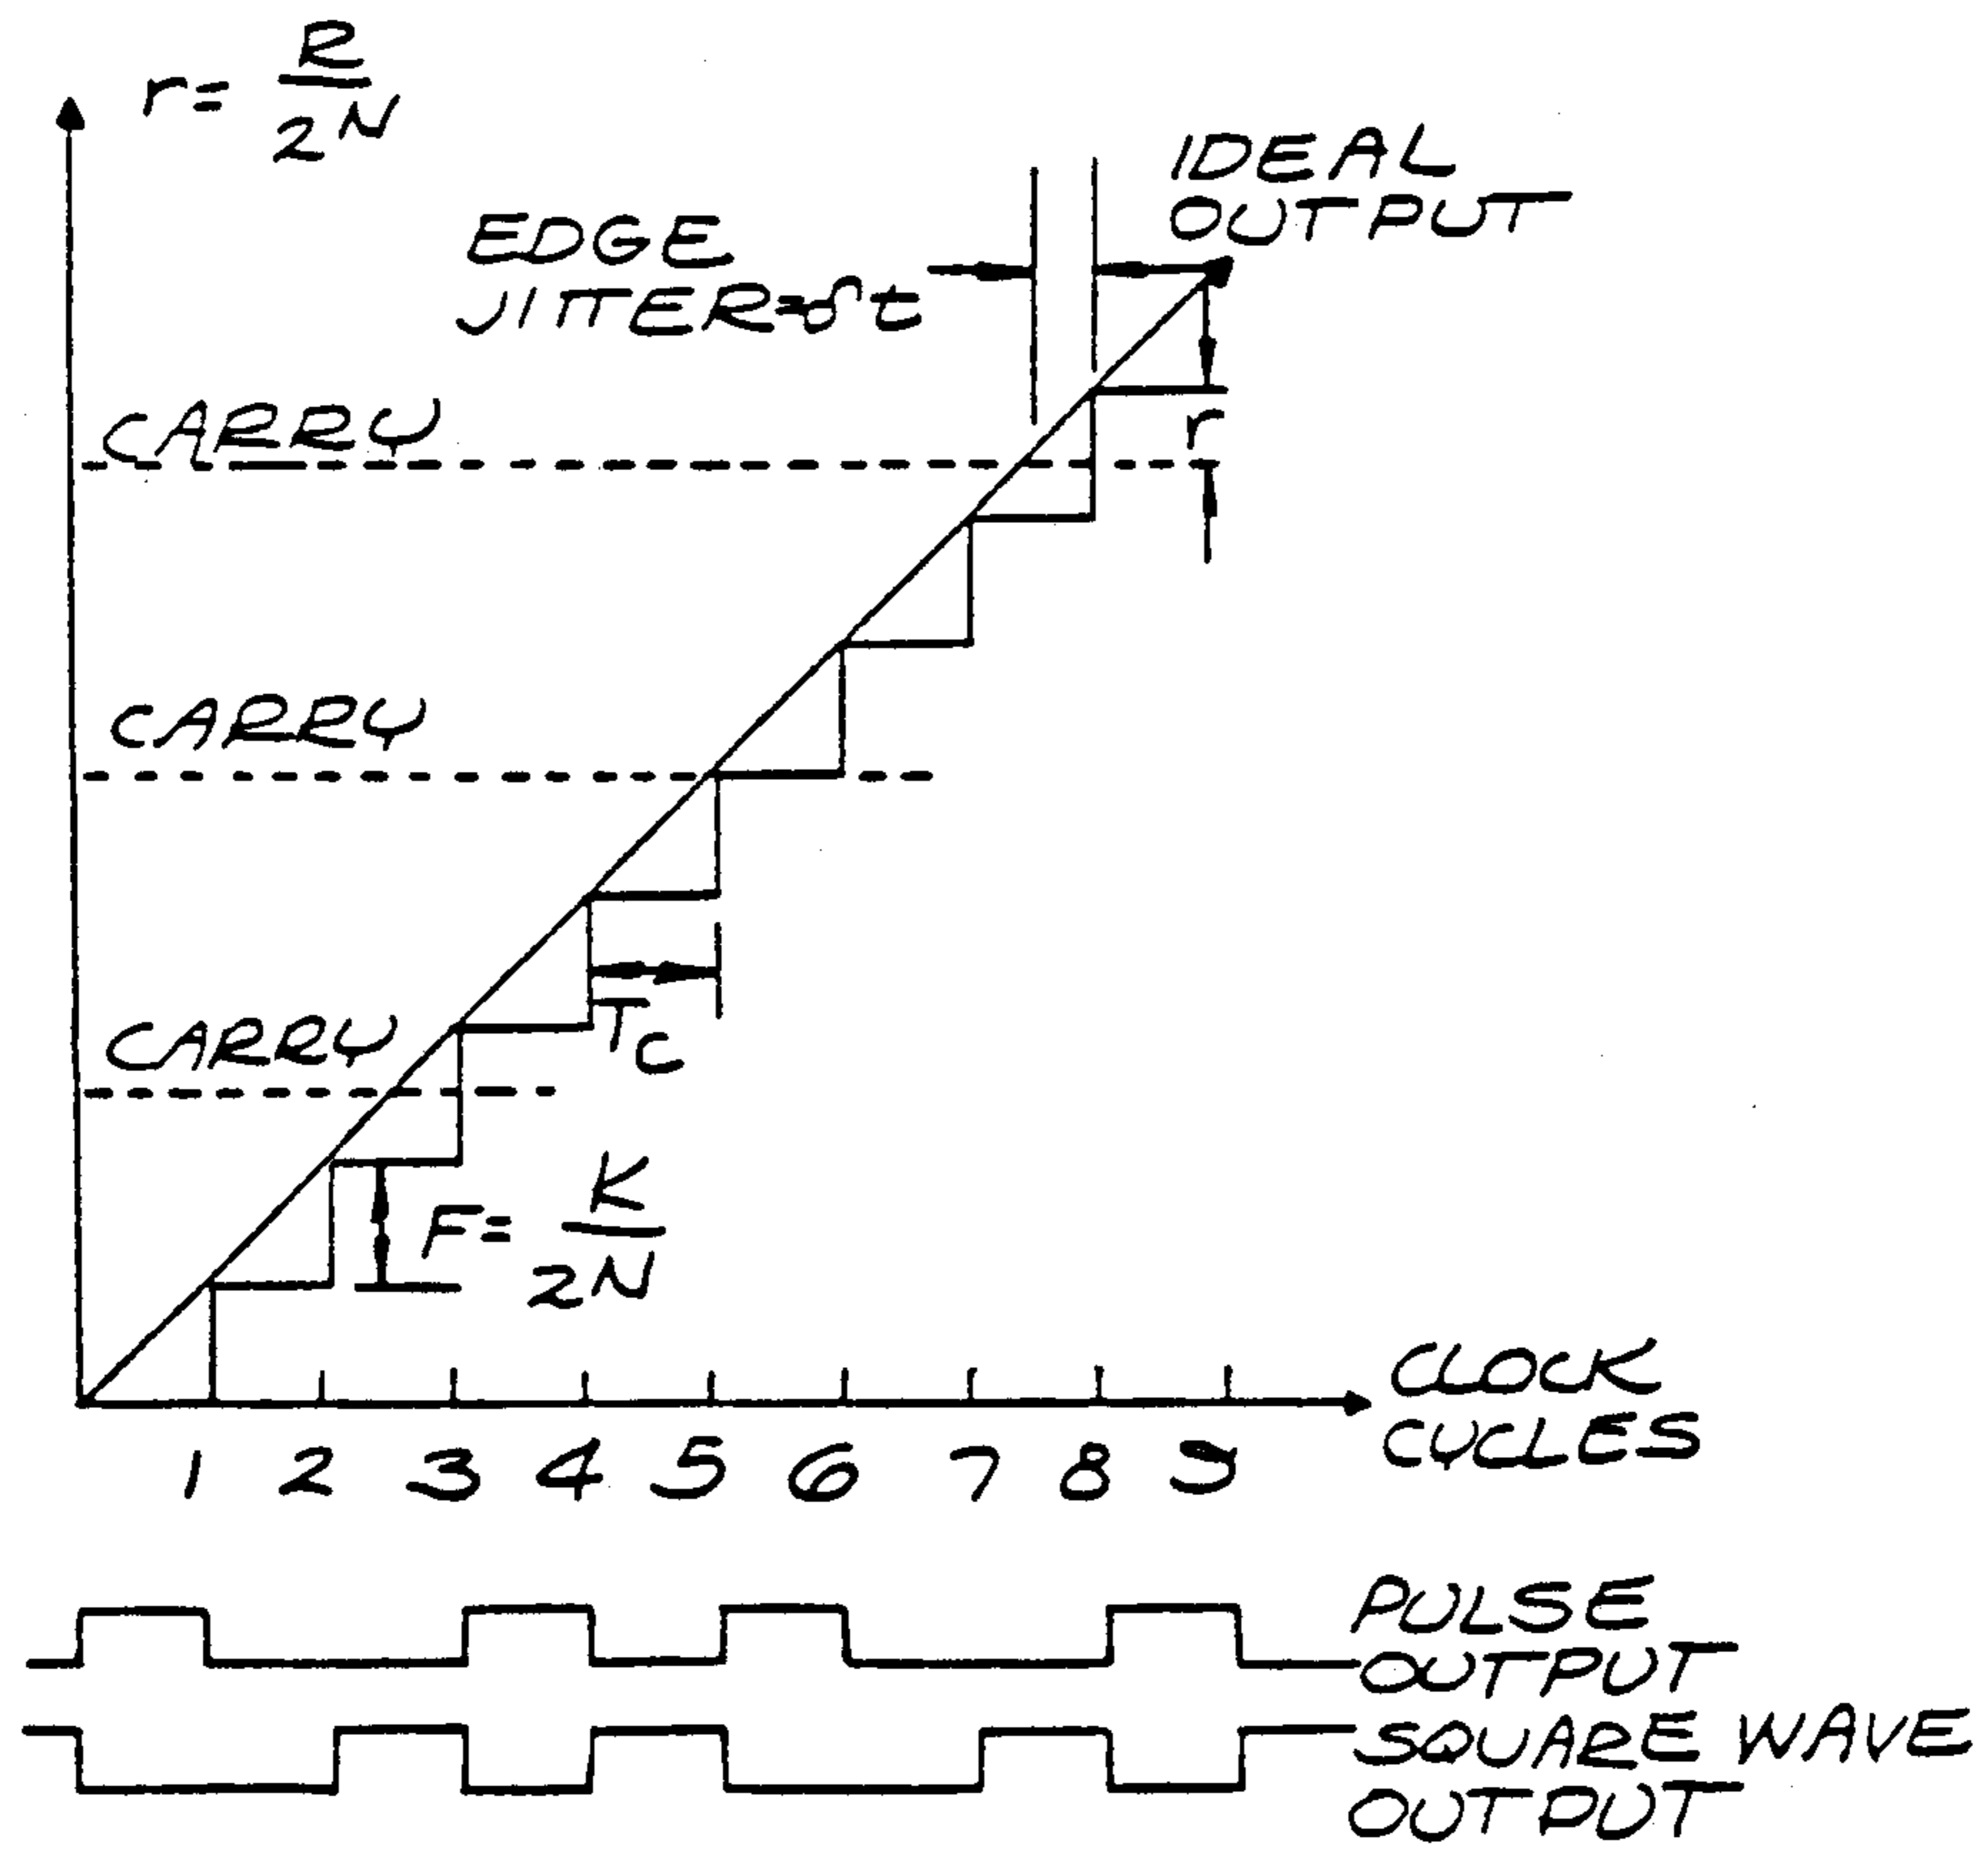 r= R
2N
IDEAL
OUTPUT
EDGE
JITTER=δt
CARRY
r
CARRY
CARRY
TC
F= K
2N
CLOCK
CYCLES
1 2 3 4 5 6 7 8 9
PULSE
OUTPUT
SQUARE WAVE
OUTPUT